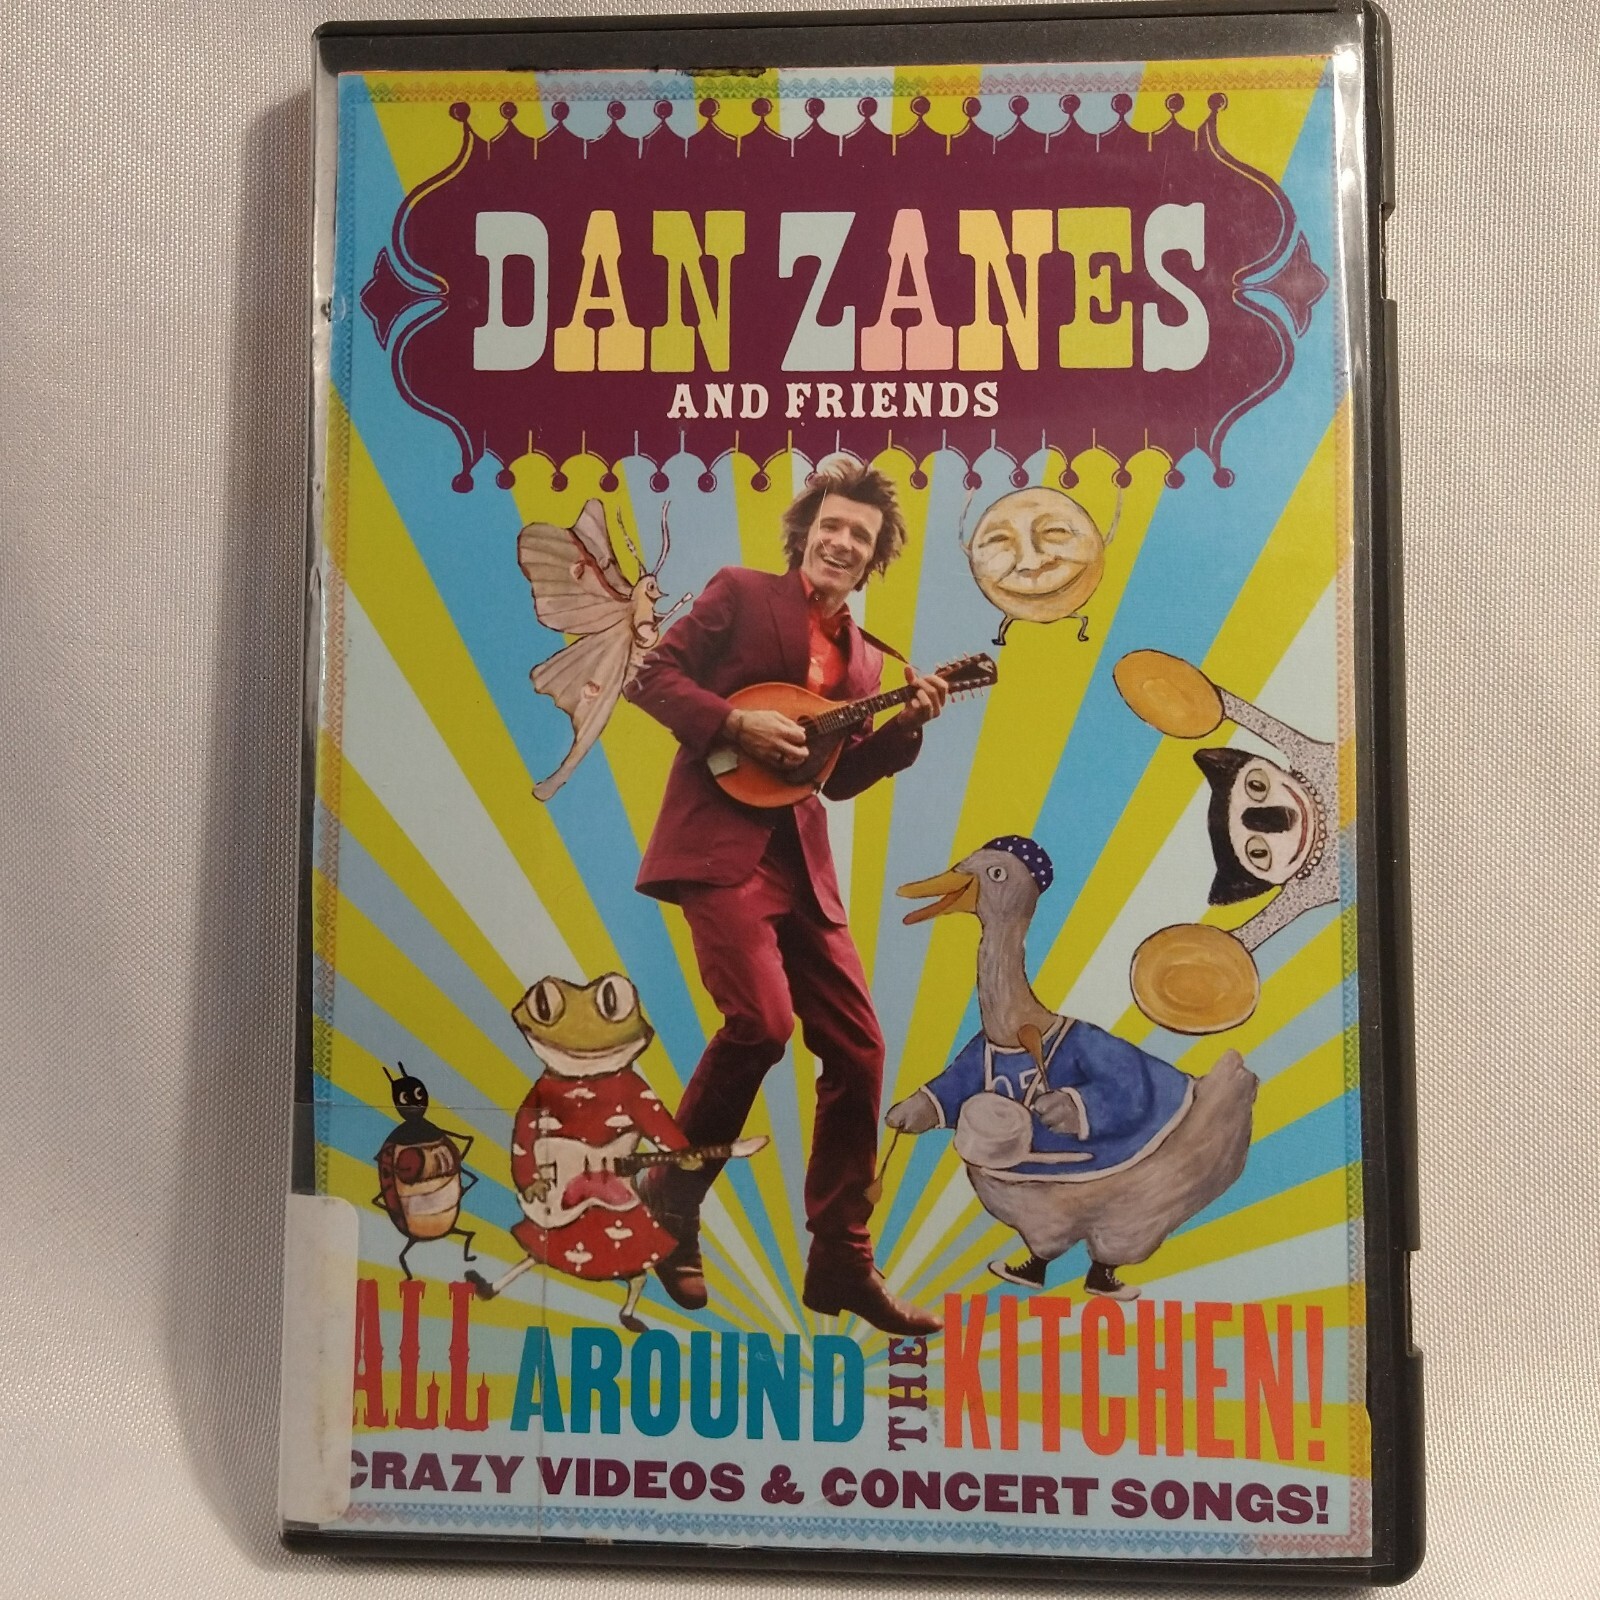 DAN ZANES
AND FRIENDS
ALL AROUND THE KITCHEN!
CRAZY VIDEOS & CONCERT SONGS!